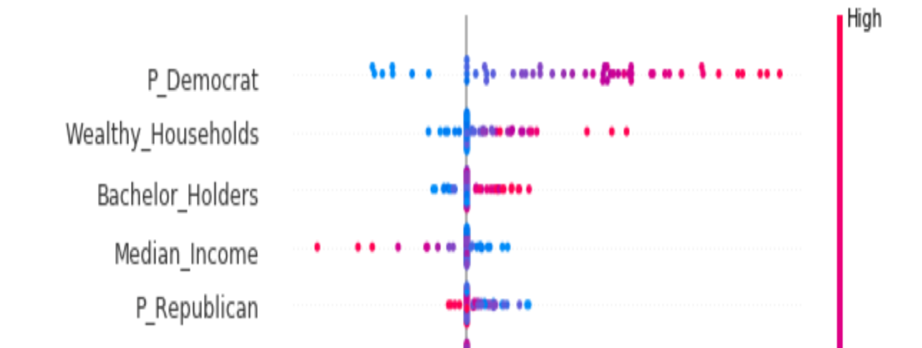 High
P_Democrat
Wealthy_Households
Bachelor_Holders
Median_Income
P_Republican